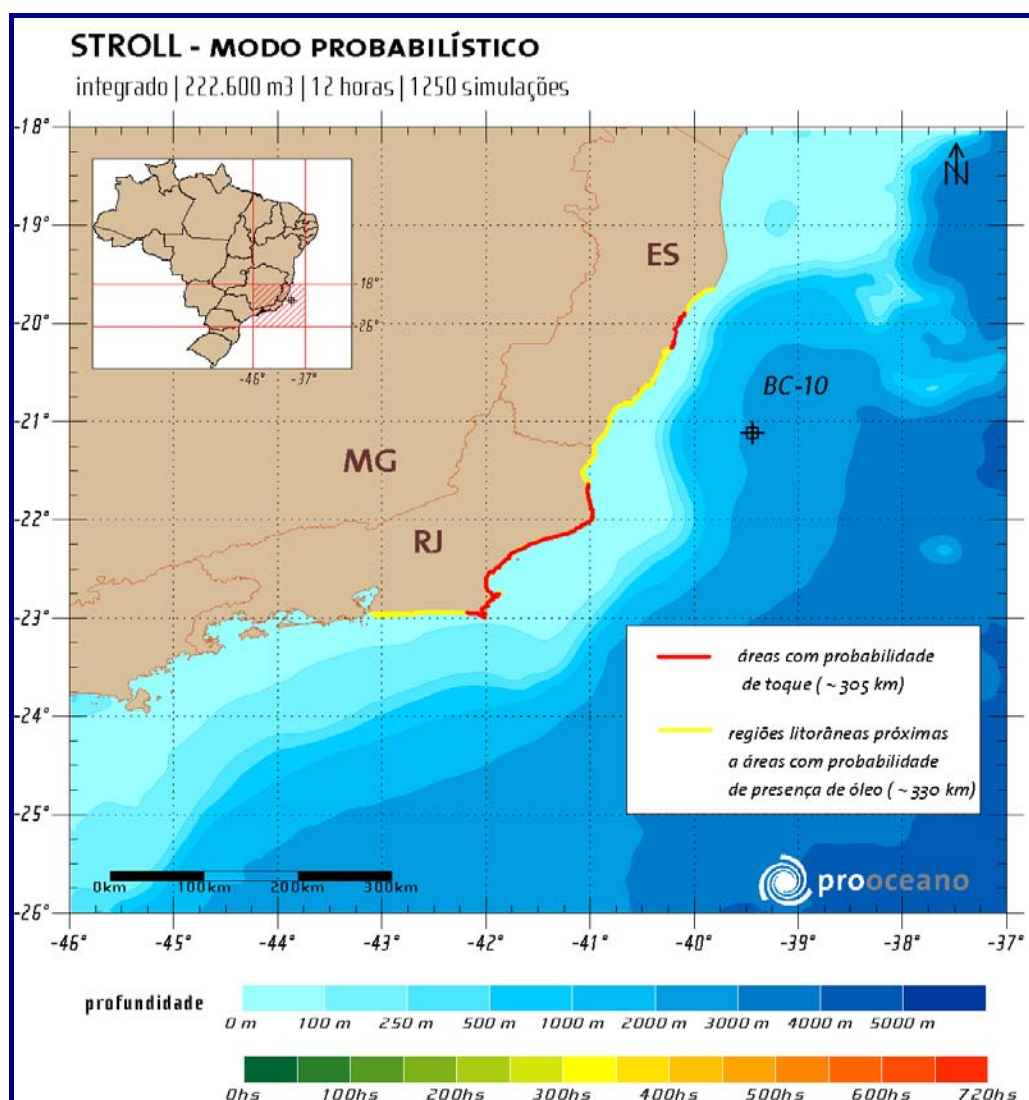 STROLL - MODO PROBABILÍSTICO
integrado | 222.600 m3 | 12 horas | 1250 simulações
-18°
-19°
-20°
-21°
-22°
-23°
-24°
-25°
-26°
-18°
-26°
-46° -37°
N
ES
BC-10
MG
RJ
áreas com probabilidade
de toque ( ~ 305 km)
regiões litorâneas próximas
a áreas com probabilidade
de presença de óleo ( ~ 330 km)
0km 100km 200km 300km
prooceano
-46° -45° -44° -43° -42° -41° -40° -39° -38° -37°
profundidade
0 m 100 m 250 m 500 m 1000 m 2000 m 3000 m 4000 m 5000 m
0hs 100hs 200hs 300hs 400hs 500hs 600hs 720hs